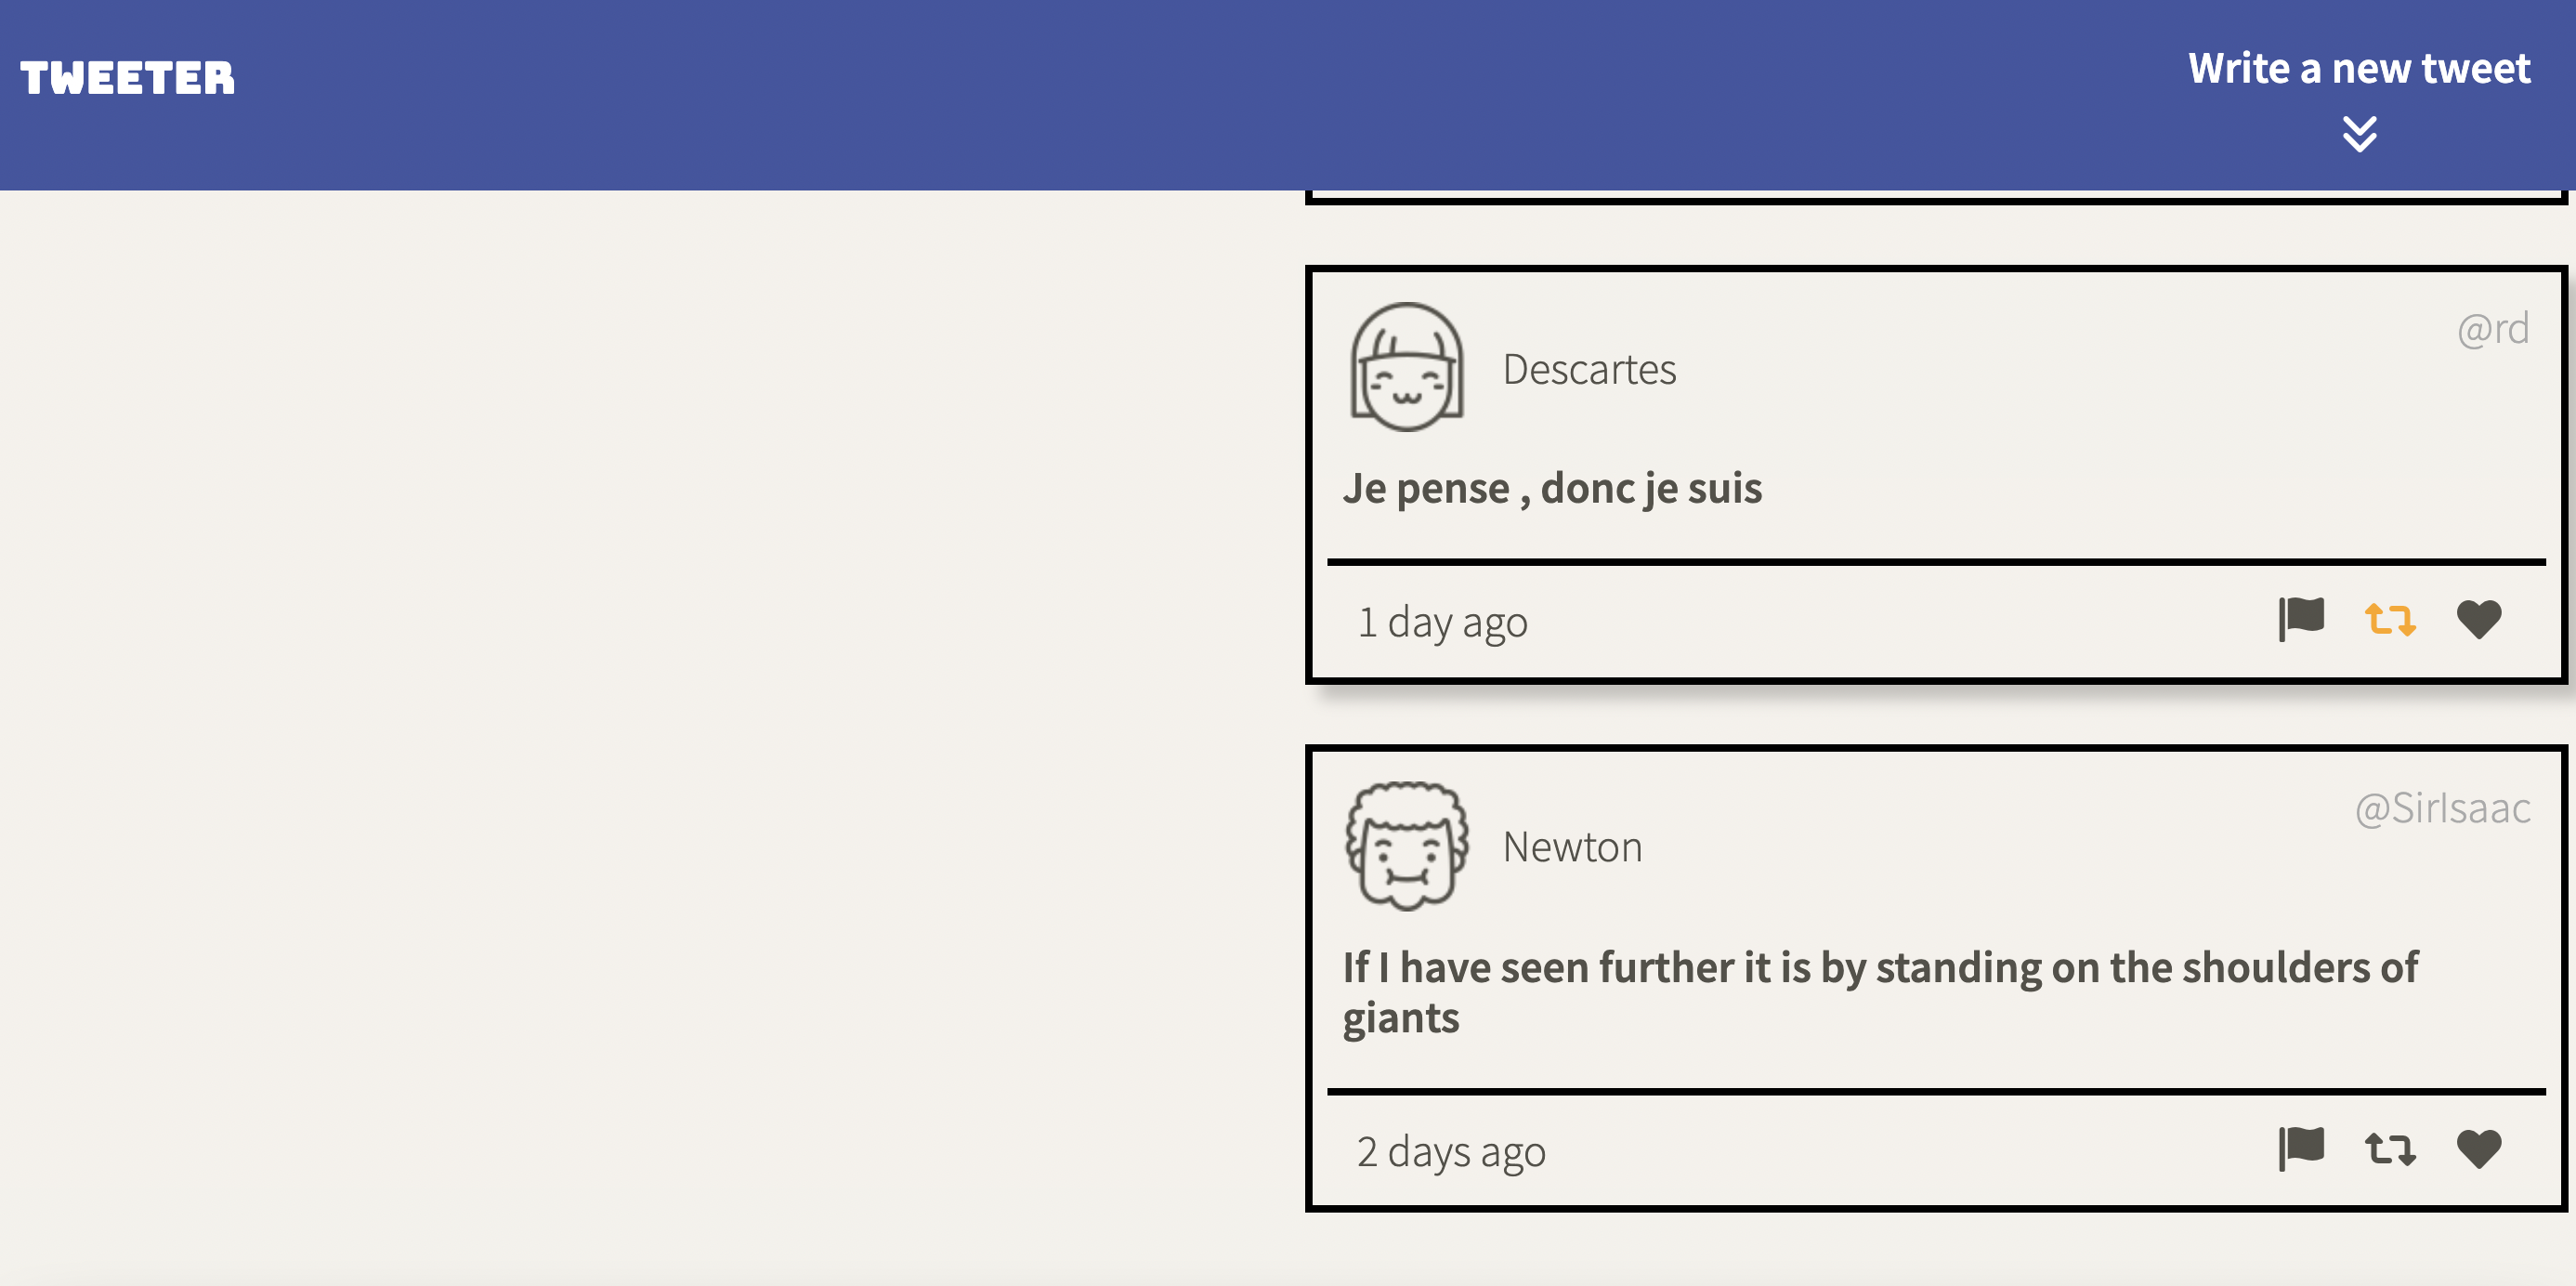 TWEETER
Write a new tweet
Descartes
@rd
Je pense , donc je suis
1 day ago
Newton
@SirIsaac
If I have seen further it is by standing on the shoulders of
giants
2 days ago